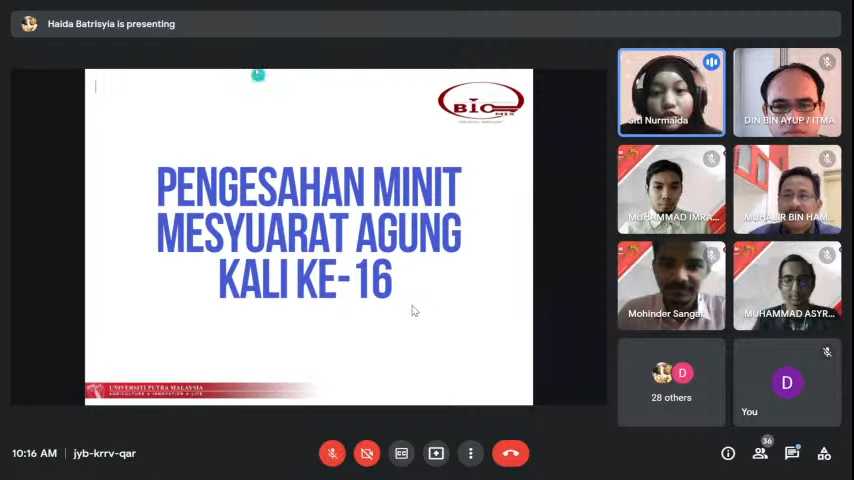 Haida Batrisyia is presenting
BIO
MIX
PENGESAHAN MINIT
MESYUARAT AGUNG
KALI KE-16
UNIVERSITI PUTRA MALAYSIA
AGRICULTURE • INNOVATION • LIFE
Siti Nurmaida
DIN BIN AYUP / ITMA
MUHAMMAD IMRA...
MUHAJIR BIN HAM...
Mohinder Sangar
MUHAMMAD ASYR...
D
28 others
D
You
10:16 AM | jyb-krrv-qar
CC
36